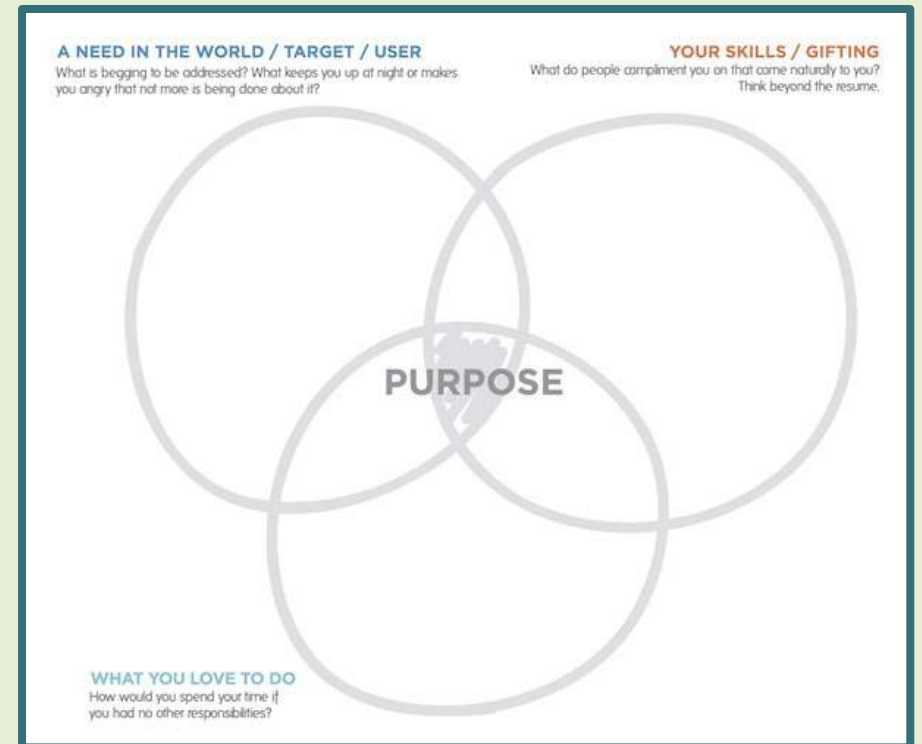 A NEED IN THE WORLD / TARGET / USER
What is begging to be addressed? What keeps you up at night or makes
you angry that not more is being done about it?
YOUR SKILLS / GIFTING
What do people compliment you on that come naturally to you?
Think beyond the resume.
PURPOSE
WHAT YOU LOVE TO DO
How would you spend your time if
you had no other responsibilities?